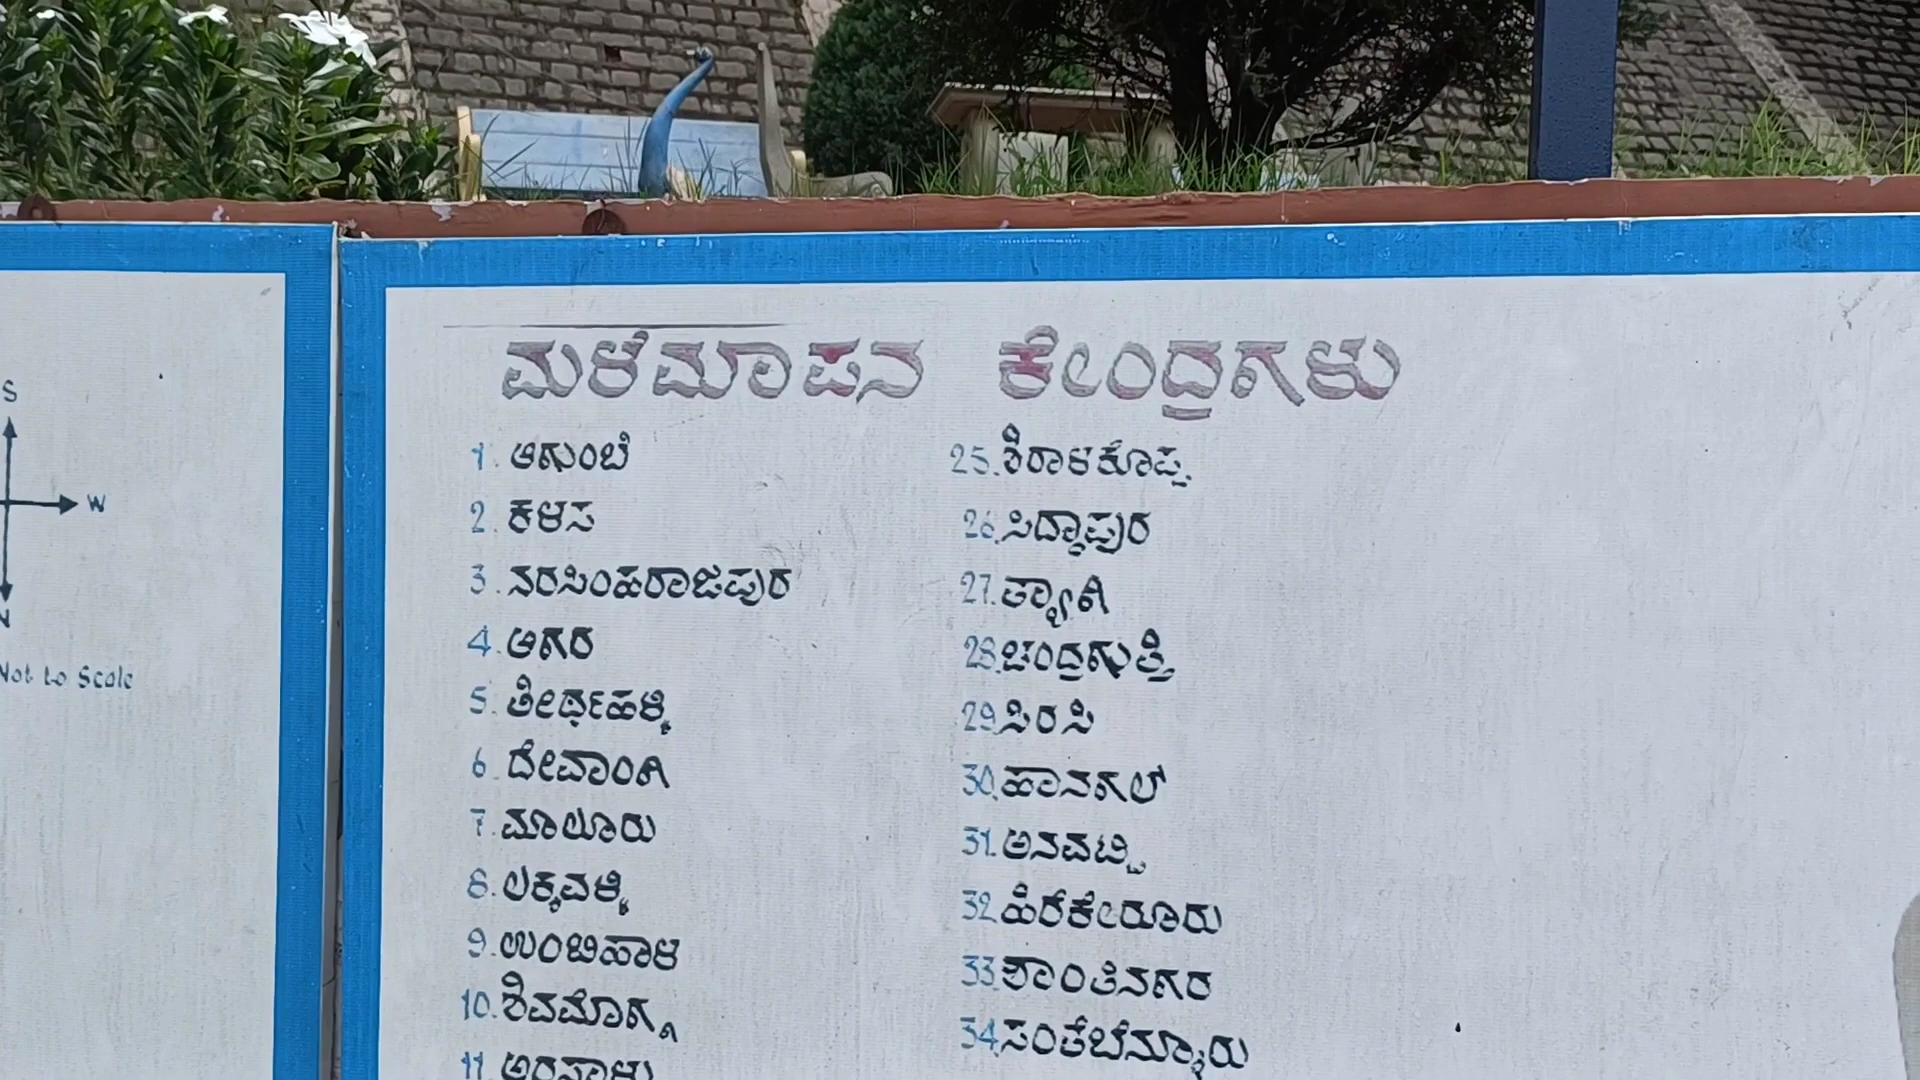 S
W
N
Not to Scale
ಮಳೆಮಾಪನ ಕೇಂದ್ರಗಳು
1. ಆಗುಂಬೆ
2. ಕಳಸ
3. ನರಸಿಂಹರಾಜಪುರ
4. ಆಗರ
5. ತೀರ್ಥಹಳ್ಳಿ
6. ದೇವಾಂಗಿ
7. ಮಾಲೂರು
8. ಲಕ್ಕವಳ್ಳಿ
9. ಉಂಬಿಹಾಳ
10. ಶಿವಮೊಗ್ಗ
11. ಅರಸಾಳು
25. ಶಿರಾಳಕೊಪ್ಪ
26. ಸಿದ್ಧಾಪುರ
27. ತ್ಯಾಗಿ
28. ಚಂದ್ರಗುತ್ತಿ
29. ಸಿರಸಿ
30. ಹಾನಗಲ್
31. ಅನವಟ್ಟಿ
32. ಹಿರೇಕೇರೂರು
33. ಶಾಂತಿನಗರ
34. ಸಂತೇಬೆನ್ನೂರು